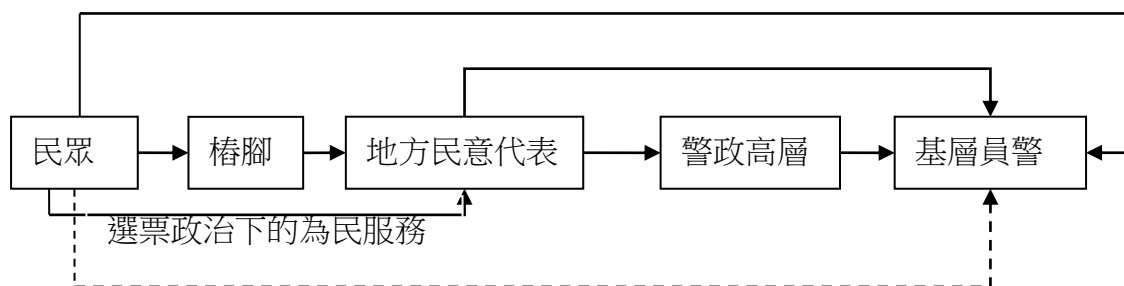 民眾
樁腳
地方民意代表
警政高層
基層員警
選票政治下的為民服務